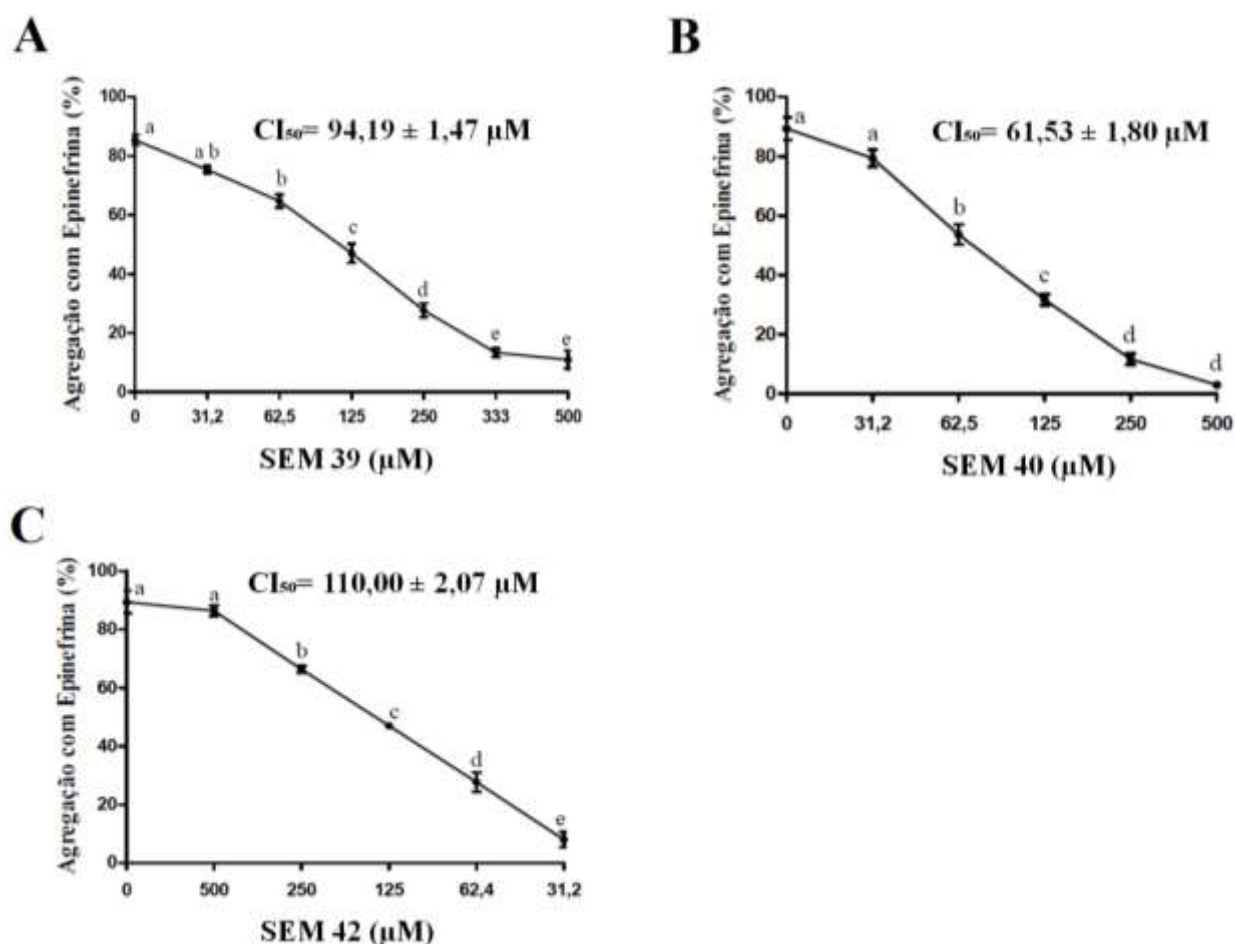 A
Agregação com Epinefrina (%)
CI₅₀= 94,19 ± 1,47 µM
100
80
60
40
20
0
a
a b
b
c
d
e
e
0 31,2 62,5 125 250 333 500
SEM 39 (µM)
B
Agregação com Epinefrina (%)
CI₅₀= 61,53 ± 1,80 µM
100
80
60
40
20
0
a
a
b
c
d
d
0 31,2 62,5 125 250 500
SEM 40 (µM)
C
Agregação com Epinefrina (%)
CI₅₀= 110,00 ± 2,07 µM
100
80
60
40
20
0
a
a
b
c
d
e
0 500 250 125 62,4 31,2
SEM 42 (µM)